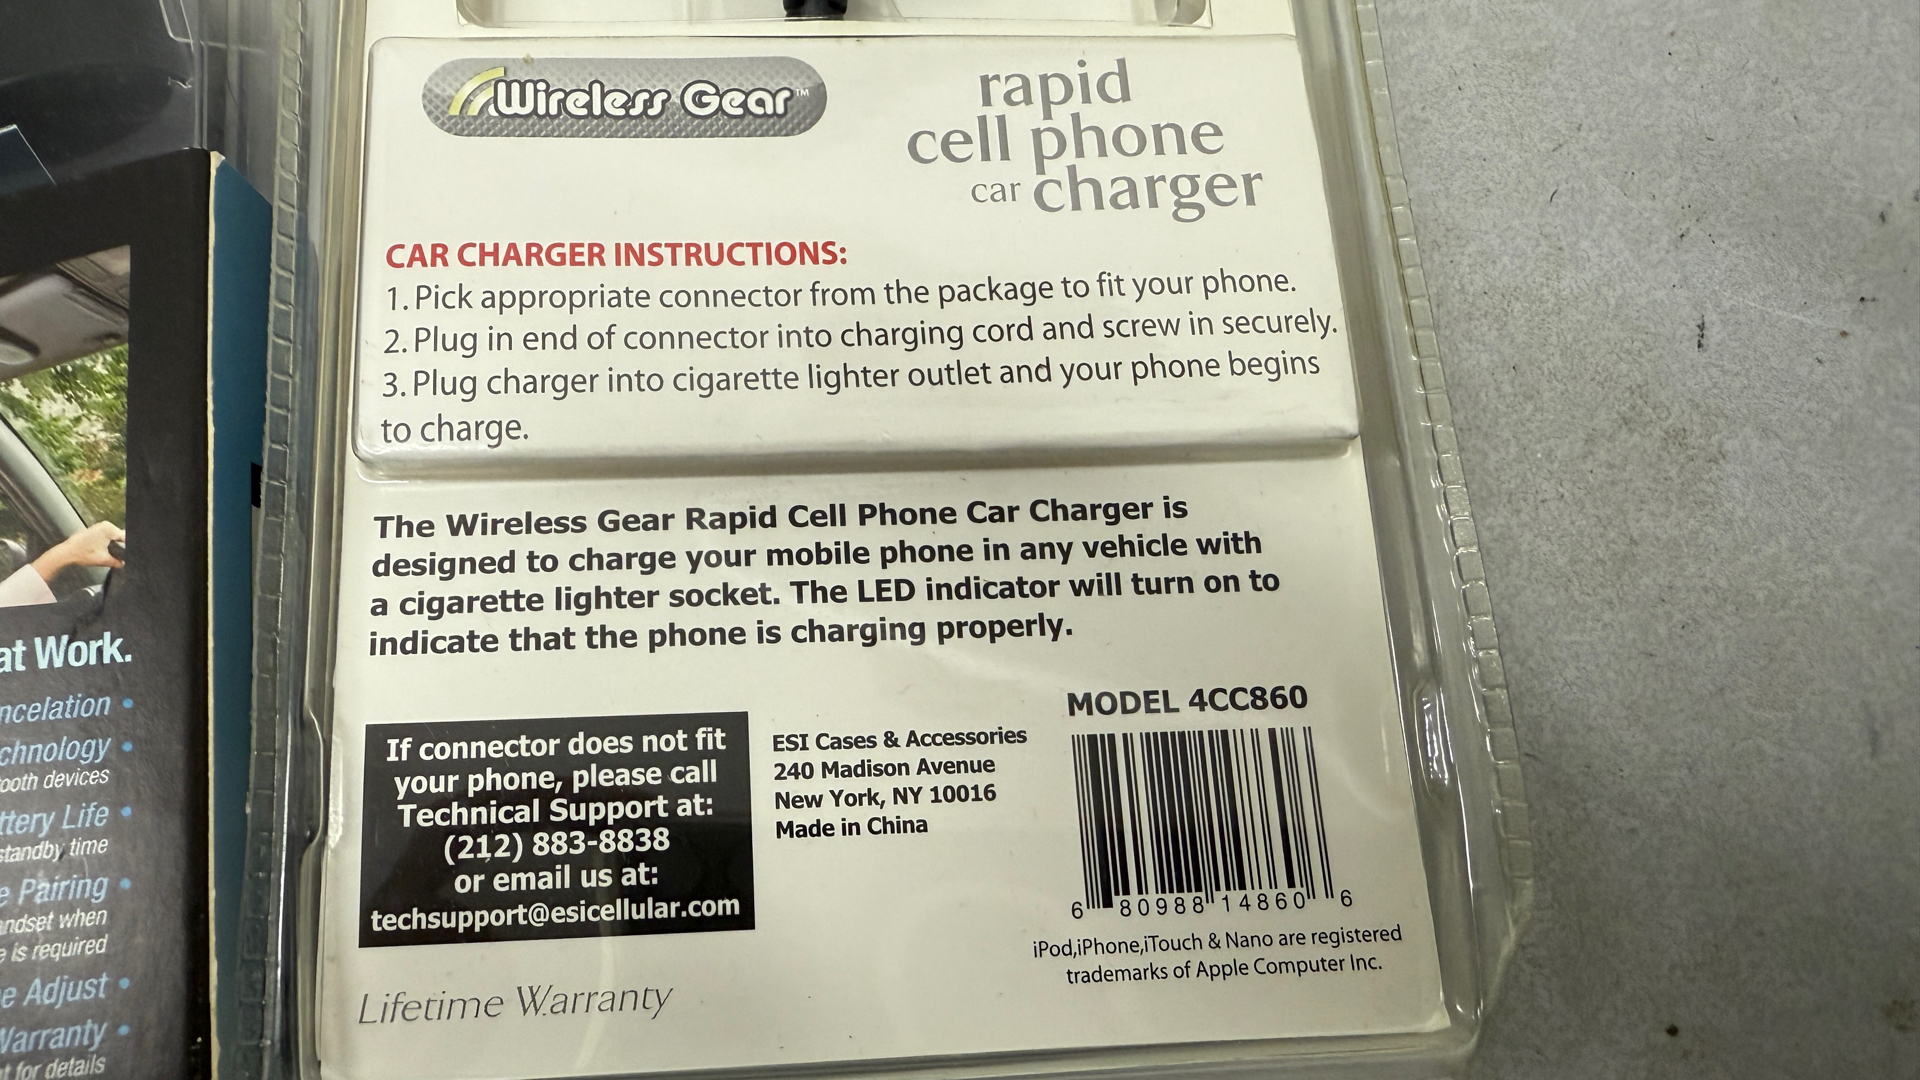 Wireless Gear™
rapid
cell phone
car charger
CAR CHARGER INSTRUCTIONS:
1. Pick appropriate connector from the package to fit your phone.
2. Plug in end of connector into charging cord and screw in securely.
3. Plug charger into cigarette lighter outlet and your phone begins
to charge.
The Wireless Gear Rapid Cell Phone Car Charger is
designed to charge your mobile phone in any vehicle with
a cigarette lighter socket. The LED indicator will turn on to
indicate that the phone is charging properly.
If connector does not fit
your phone, please call
Technical Support at:
(212) 883-8838
or email us at:
techsupport@esicellular.com
ESI Cases & Accessories
240 Madison Avenue
New York, NY 10016
Made in China
MODEL 4CC860
6 80988 14860 6
iPod,iPhone,iTouch & Nano are registered
trademarks of Apple Computer Inc.
Lifetime Warranty
at Work.
Life
standby time
Pairing
when
is required
Adjust
Warranty
for details